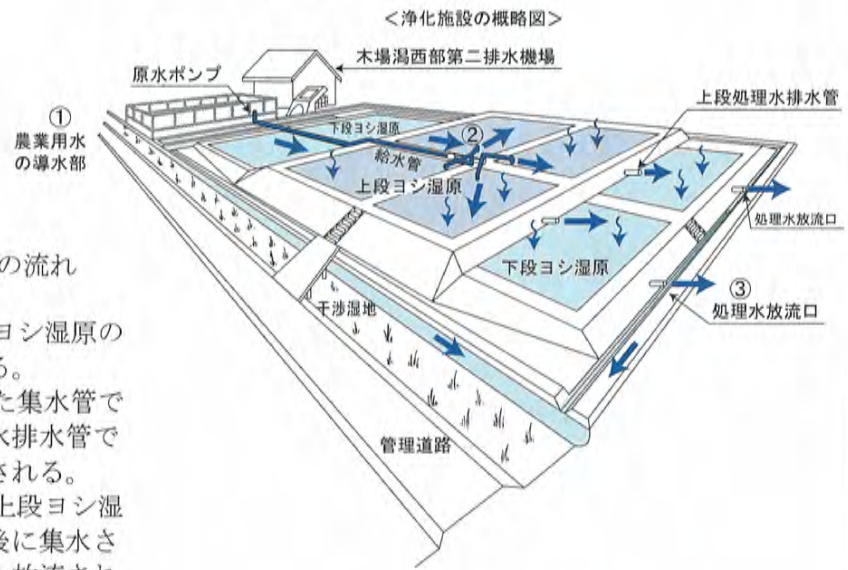 <浄化施設の概略図>
木場潟西部第二排水機場
原水ポンプ
上段処理水排水管
①
農業用水
の導水部
下段ヨシ湿原
②
給水管
上段ヨシ湿原
処理水放流口
下段ヨシ湿原
③
処理水放流口
干渉湿地
管理道路
の流れ
ヨシ湿原の
る。
た集水管で
水排水管で
される。
上段ヨシ湿
後に集水さ